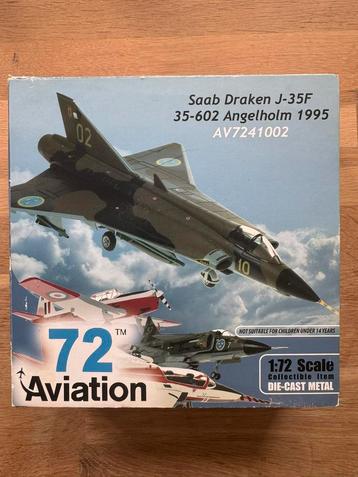 Saab Draken J-35F
35-602 Angelholm 1995
AV7241002
02
10
NOT SUITABLE FOR CHILDREN UNDER 14 YEARS
72™
Aviation
1:72 Scale
Collectible Item
DIE-CAST METAL